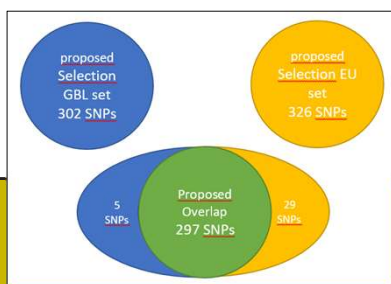 proposed
Selection
GBL set
302 SNPs
proposed
Selection EU
set
326 SNPs
5
SNPs
Proposed
Overlap
297 SNPs
29
SNPs